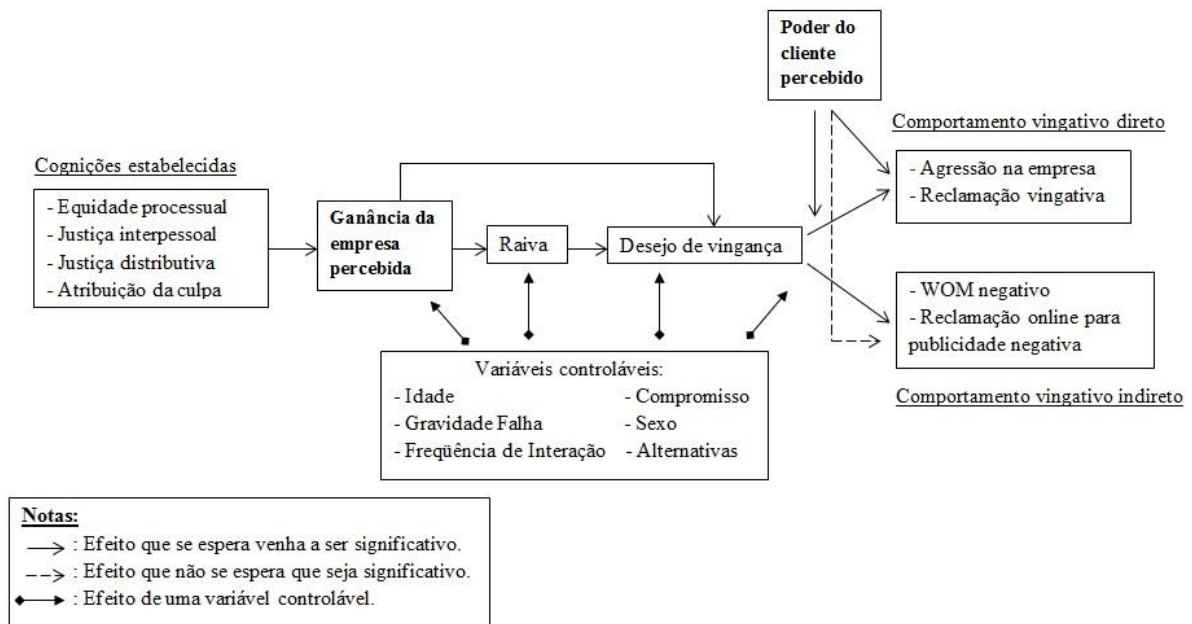 Poder do
cliente
percebido
Comportamento vingativo direto
- Agressão na empresa
- Reclamação vingativa
Cognições estabelecidas
- Equidade processual
- Justiça interpessoal
- Justiça distributiva
- Atribuição da culpa
Ganância da
empresa
percebida
Raiva
Desejo de vingança
- WOM negativo
- Reclamação online para
publicidade negativa
Comportamento vingativo indireto
Variáveis controláveis:
- Idade
- Gravidade Falha
- Freqüência de Interação
- Compromisso
- Sexo
- Alternativas
Notas:
: Efeito que se espera venha a ser significativo.
: Efeito que não se espera que seja significativo.
: Efeito de uma variável controlável.